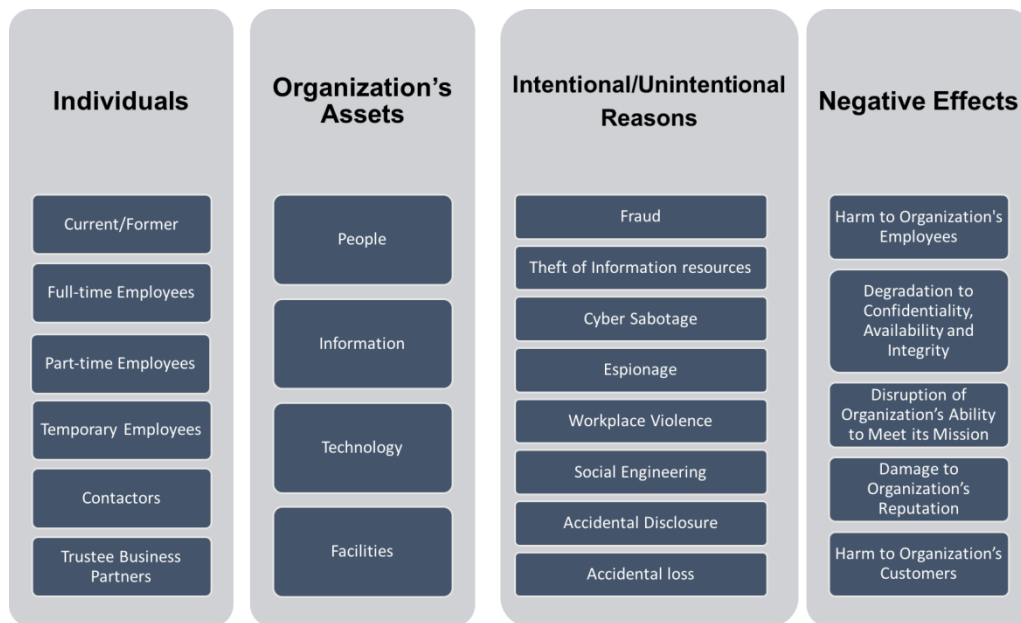 Individuals
Current/Former
Full-time Employees
Part-time Employees
Temporary Employees
Contactors
Trustee Business
Partners
Organization’s
Assets
People
Information
Technology
Facilities
Intentional/Unintentional
Reasons
Fraud
Theft of Information resources
Cyber Sabotage
Espionage
Workplace Violence
Social Engineering
Accidental Disclosure
Accidental loss
Negative Effects
Harm to Organization's
Employees
Degradation to
Confidentiality,
Availability and
Integrity
Disruption of
Organization’s Ability
to Meet its Mission
Damage to
Organization’s
Reputation
Harm to Organization’s
Customers